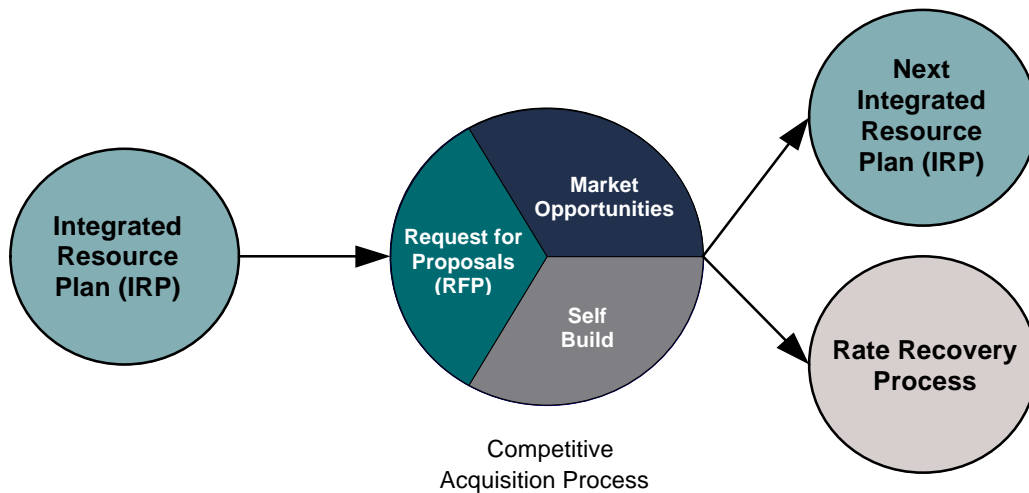 Integrated
Resource
Plan (IRP)
Request for
Proposals
(RFP)
Market
Opportunities
Self
Build
Competitive
Acquisition Process
Next
Integrated
Resource
Plan (IRP)
Rate Recovery
Process